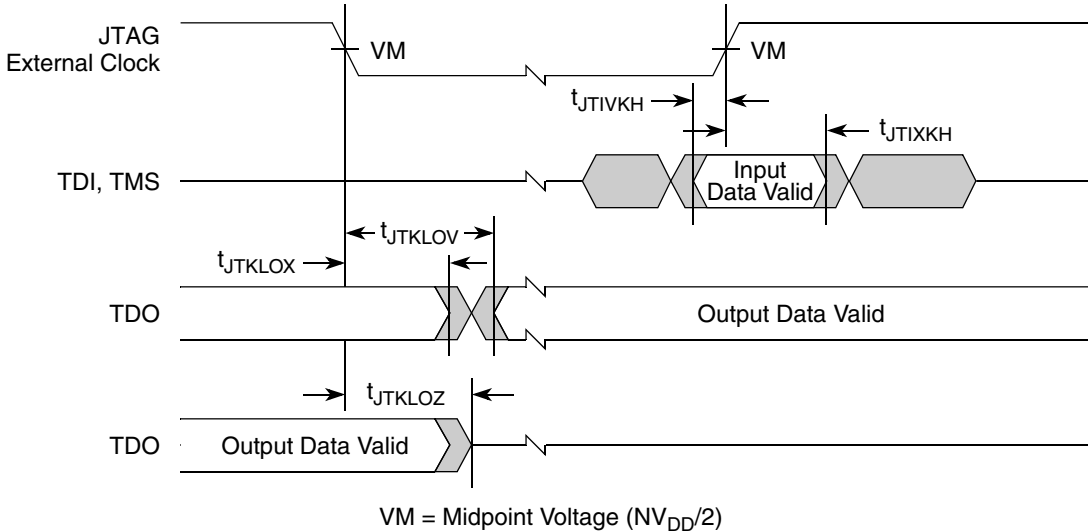 JTAG
External Clock
VM
VM
tJTIVKH
tJTIXKH
TDI, TMS
Input
Data Valid
tJTKLOV
tJTKLOX
TDO
Output Data Valid
tJTKLOZ
TDO
Output Data Valid
VM = Midpoint Voltage (NVDD/2)